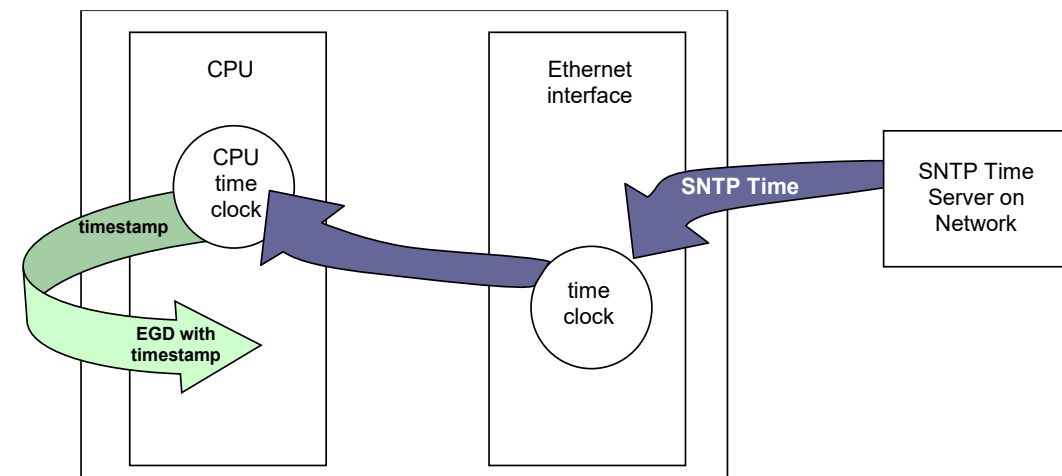 CPU
Ethernet
interface
CPU
time
clock
SNTP Time
SNTP Time
Server on
Network
timestamp
time
clock
EGD with
timestamp